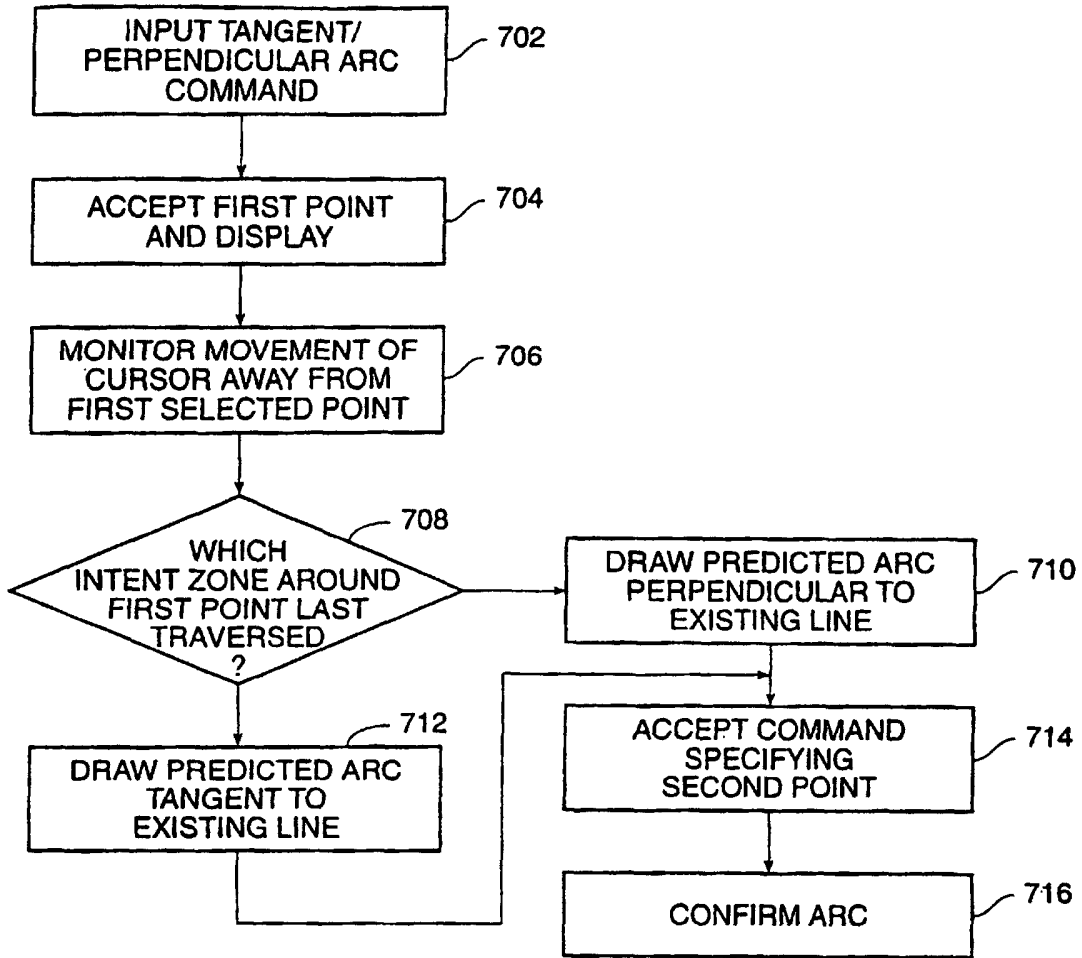 INPUT TANGENT/
PERPENDICULAR ARC
COMMAND
702
ACCEPT FIRST POINT
AND DISPLAY
704
MONITOR MOVEMENT OF
CURSOR AWAY FROM
FIRST SELECTED POINT
706
WHICH
INTENT ZONE AROUND
FIRST POINT LAST
TRAVERSED
?
708
DRAW PREDICTED ARC
PERPENDICULAR TO
EXISTING LINE
710
712
DRAW PREDICTED ARC
TANGENT TO
EXISTING LINE
ACCEPT COMMAND
SPECIFYING
SECOND POINT
714
CONFIRM ARC
716